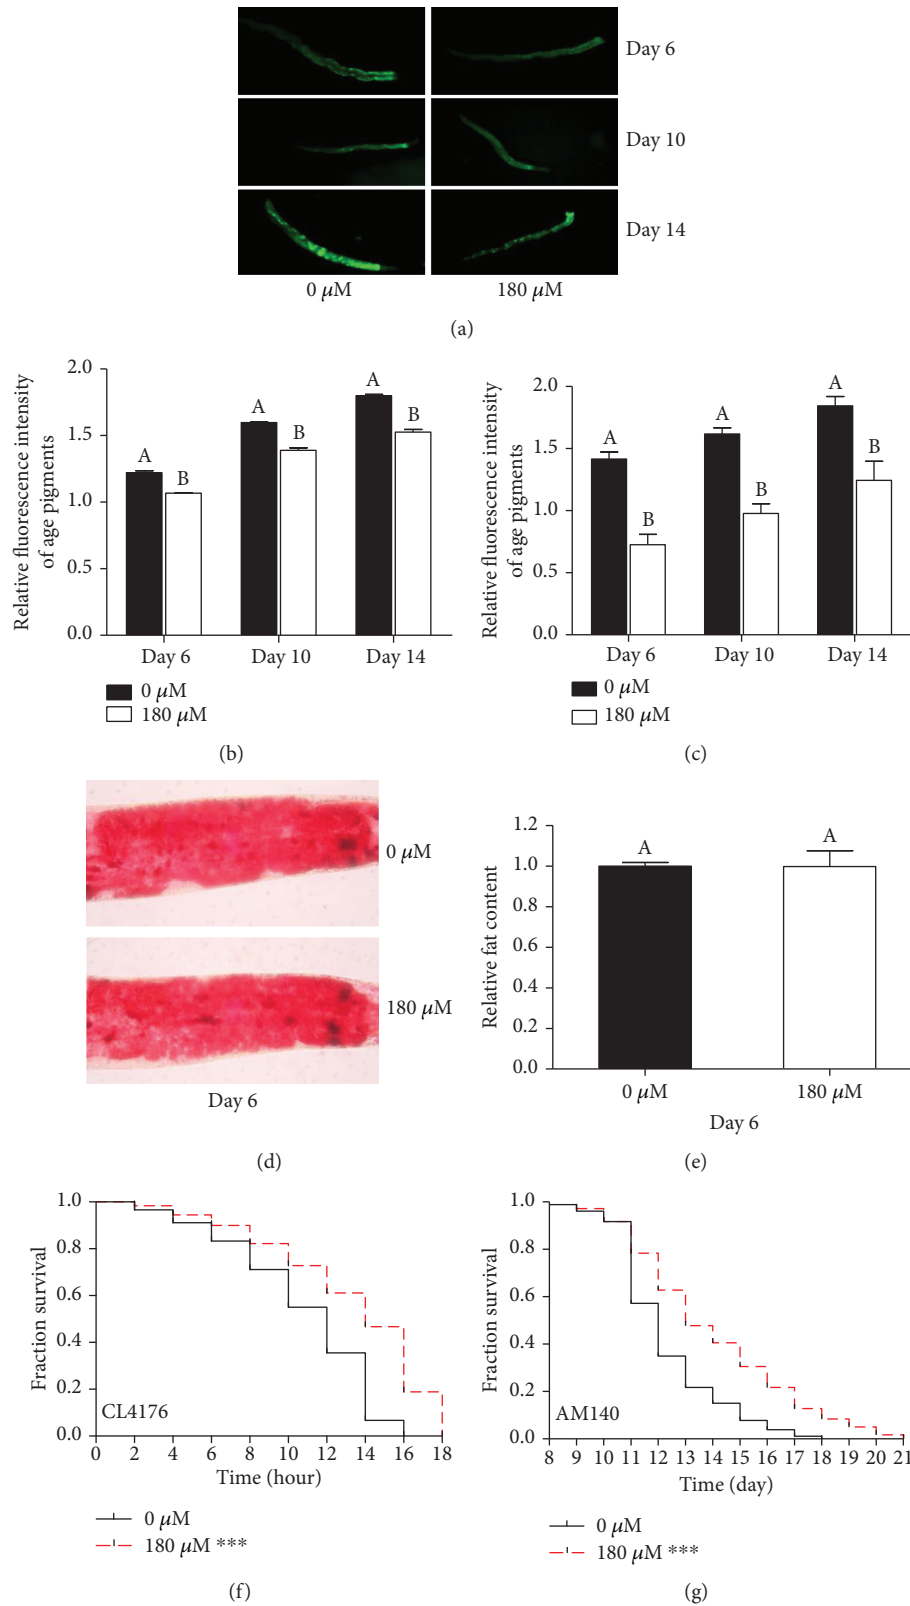 Day 6
Day 10
Day 14
0 μM 180 μM
(a)
Relative fluorescence intensity
of age pigments
2.0
1.5
1.0
0.5
0.0
A B A B A B
Day 6 Day 10 Day 14
0 μM
180 μM
(b)
Relative fluorescence intensity
of age pigments
2.0
1.5
1.0
0.5
0.0
A B A B A B
Day 6 Day 10 Day 14
0 μM
180 μM
(c)
0 μM
180 μM
Day 6
(d)
Relative fat content
1.2
1.0
0.8
0.6
0.4
0.2
0.0
A A
0 μM 180 μM
Day 6
(e)
Fraction survival
1.0
0.8
0.6
0.4
0.2
0.0
CL4176
0 2 4 6 8 10 12 14 16 18
Time (hour)
0 μM
180 μM ***
(f)
Fraction survival
1.0
0.8
0.6
0.4
0.2
0.0
AM140
8 9 10 11 12 13 14 15 16 17 18 19 20 21
Time (day)
0 μM
180 μM ***
(g)